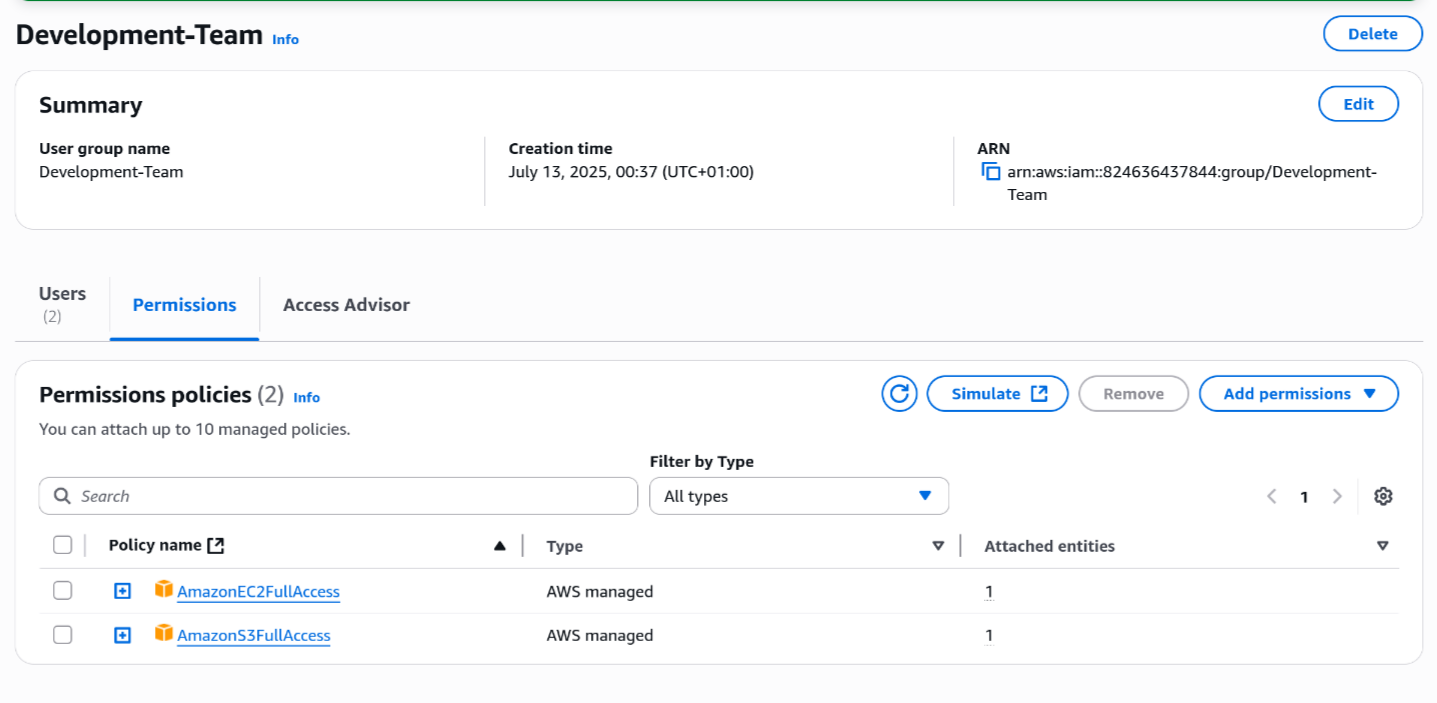 Development-Team Info
Delete
Summary
Edit
User group name
Development-Team
Creation time
July 13, 2025, 00:37 (UTC+01:00)
ARN
arn:aws:iam::824636437844:group/Development-
Team
Users
(2)
Permissions
Access Advisor
Permissions policies (2) Info
Simulate
Remove
Add permissions
You can attach up to 10 managed policies.
Filter by Type
Search
All types
1
Policy name
Type
Attached entities
AmazonEC2FullAccess
AWS managed
1
AmazonS3FullAccess
AWS managed
1